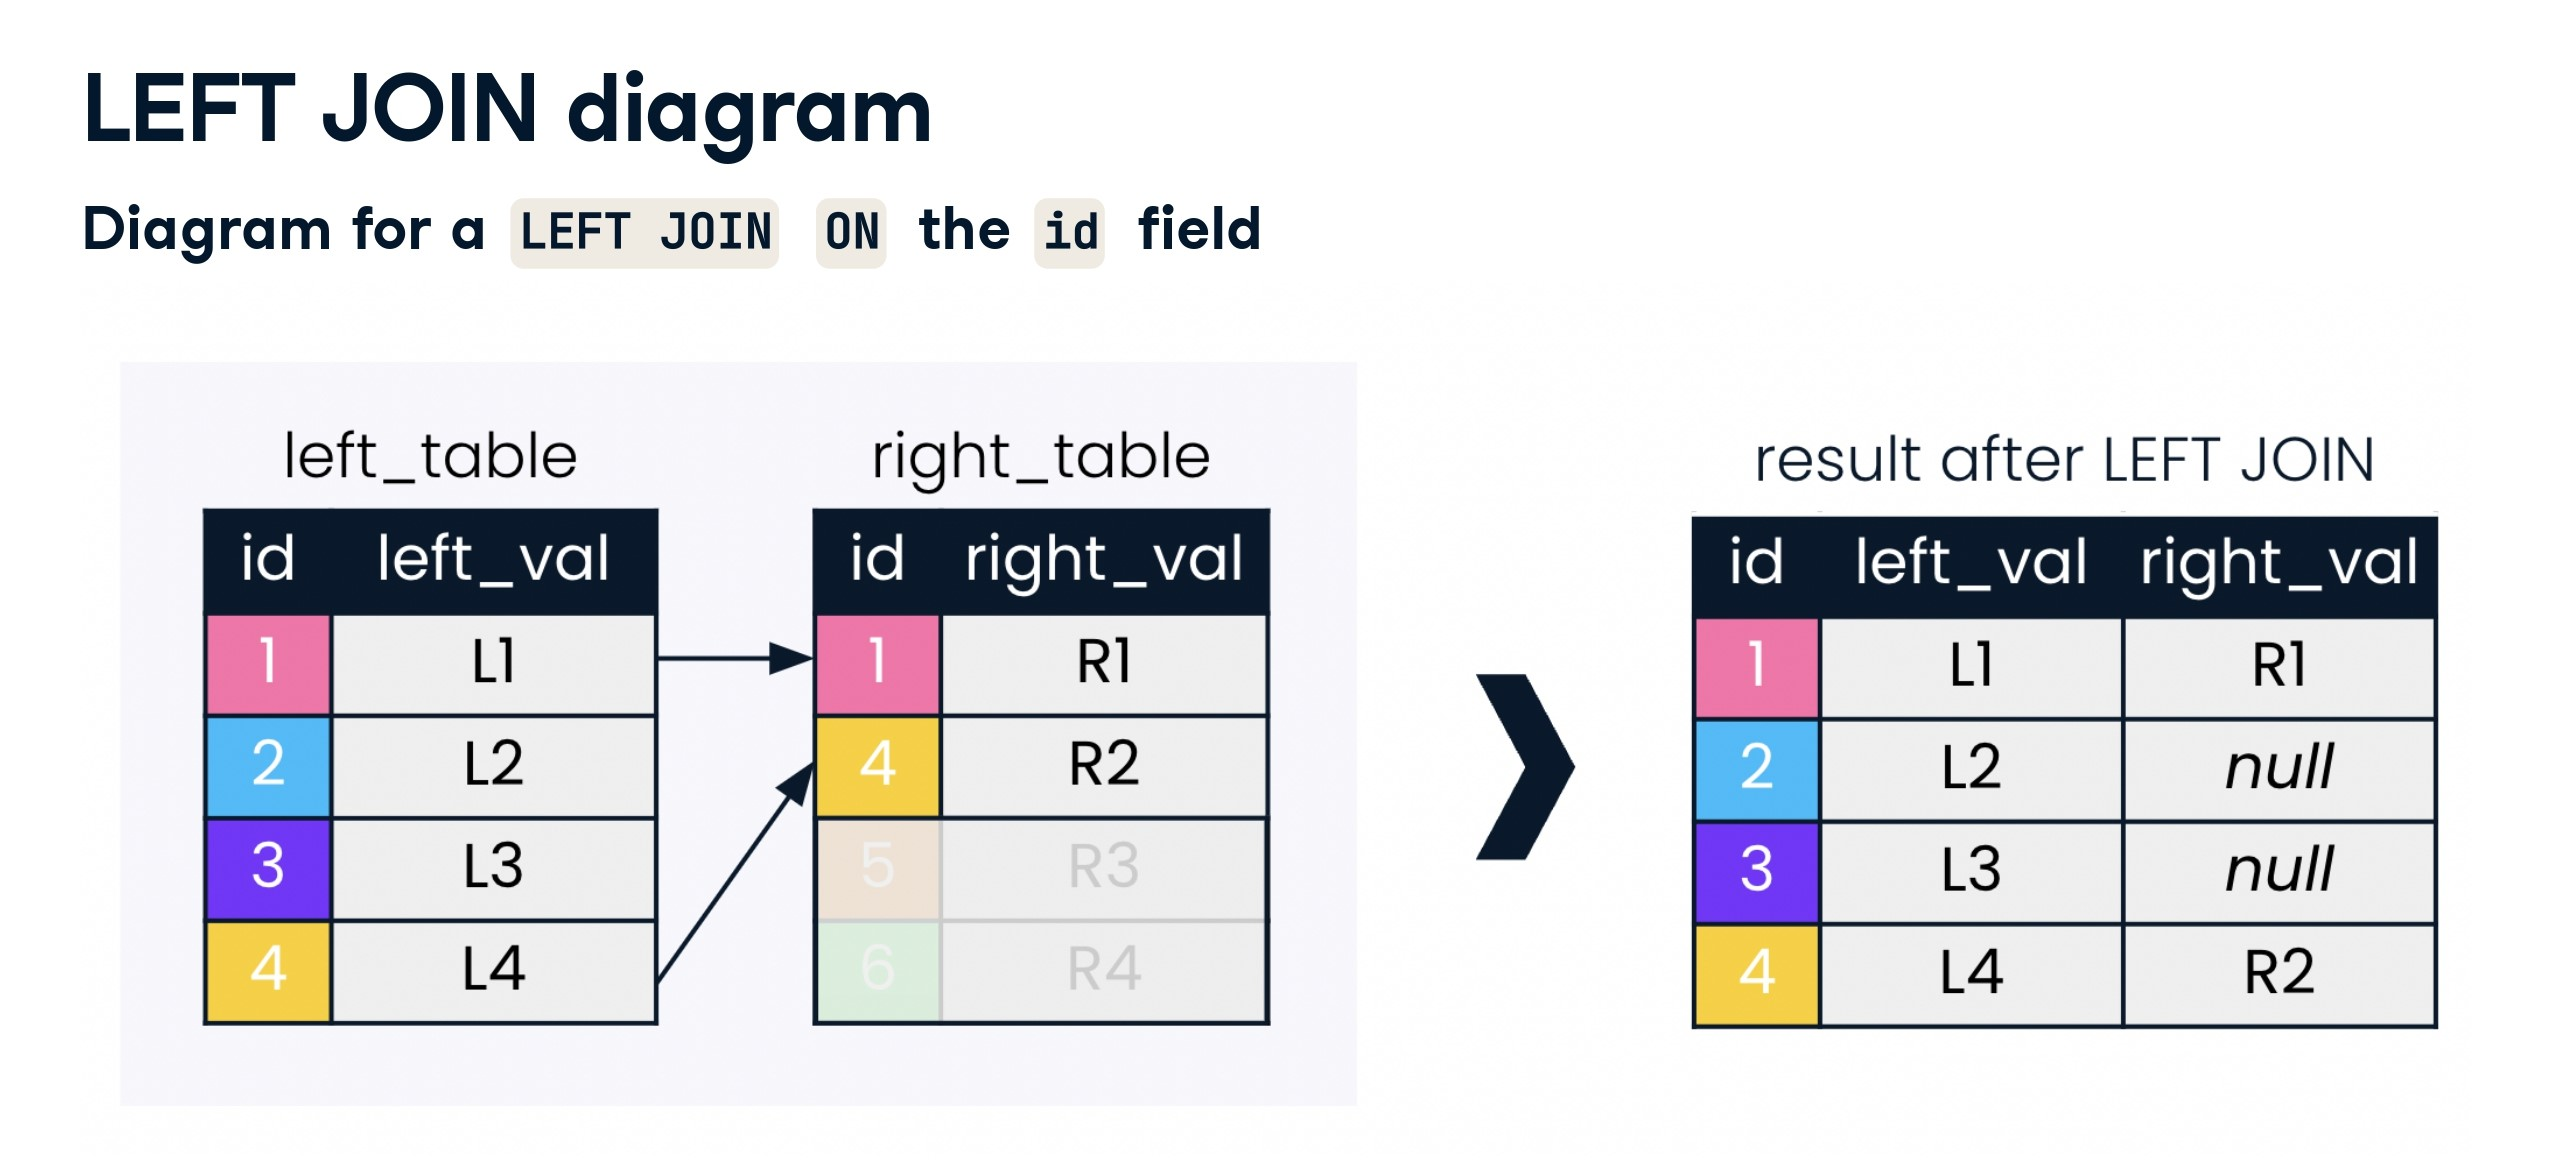 LEFT JOIN diagram
Diagram for a LEFT JOIN ON the id field
left_table
id left_val
1 L1
2 L2
3 L3
4 L4
right_table
id right_val
1 R1
4 R2
5 R3
6 R4
result after LEFT JOIN
id left_val right_val
1 L1 R1
2 L2 null
3 L3 null
4 L4 R2